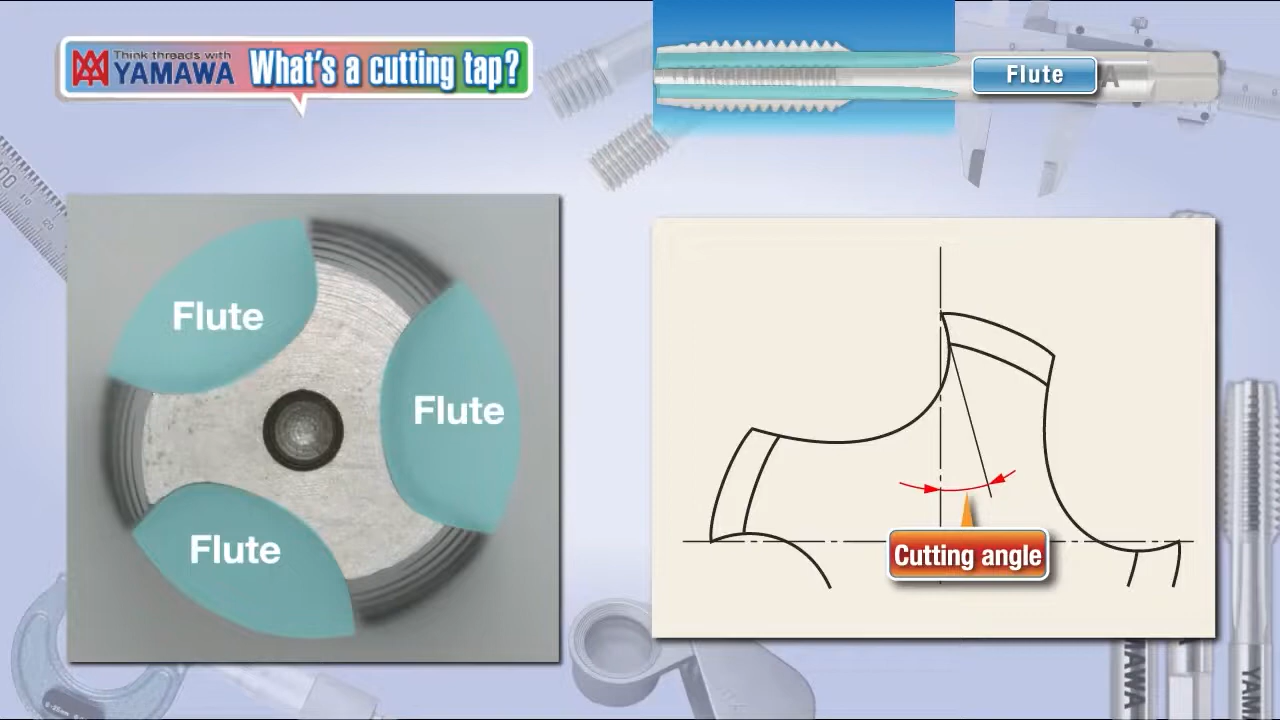 Think threads with
YAMAWA
What's a cutting tap?
Flute
A
Flute
Flute
Flute
Cutting angle